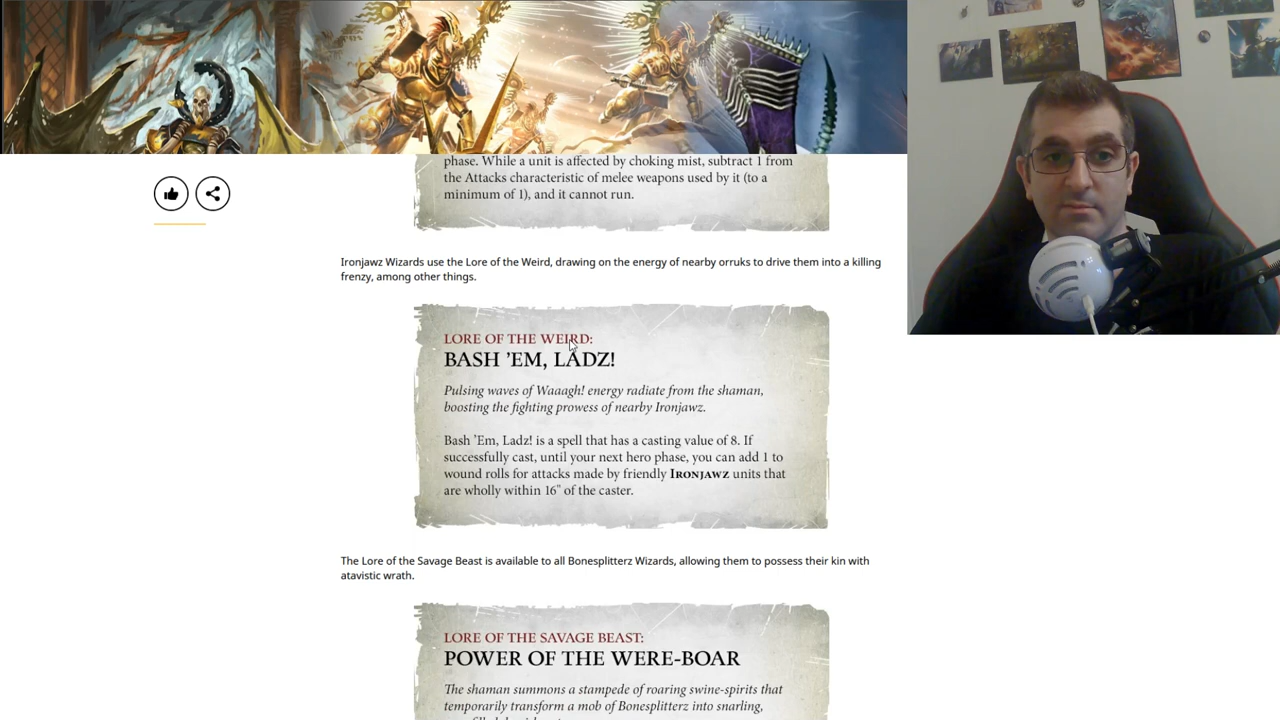 phase. While a unit is affected by choking mist, subtract 1 from
the Attacks characteristic of melee weapons used by it (to a
minimum of 1), and it cannot run.
Ironjawz Wizards use the Lore of the Weird, drawing on the energy of nearby orruks to drive them into a killing
frenzy, among other things.
LORE OF THE WEIRD:
BASH ’EM, LADZ!
Pulsing waves of Waaagh! energy radiate from the shaman,
boosting the fighting prowess of nearby Ironjawz.
Bash ’Em, Ladz! is a spell that has a casting value of 8. If
successfully cast, until your next hero phase, you can add 1 to
wound rolls for attacks made by friendly IRONJAWZ units that
are wholly within 16" of the caster.
The Lore of the Savage Beast is available to all Bonesplitterz Wizards, allowing them to possess their kin with
atavistic wrath.
LORE OF THE SAVAGE BEAST:
POWER OF THE WERE-BOAR
The shaman summons a stampede of roaring swine-spirits that
temporarily transform a mob of Bonesplitterz into snarling,